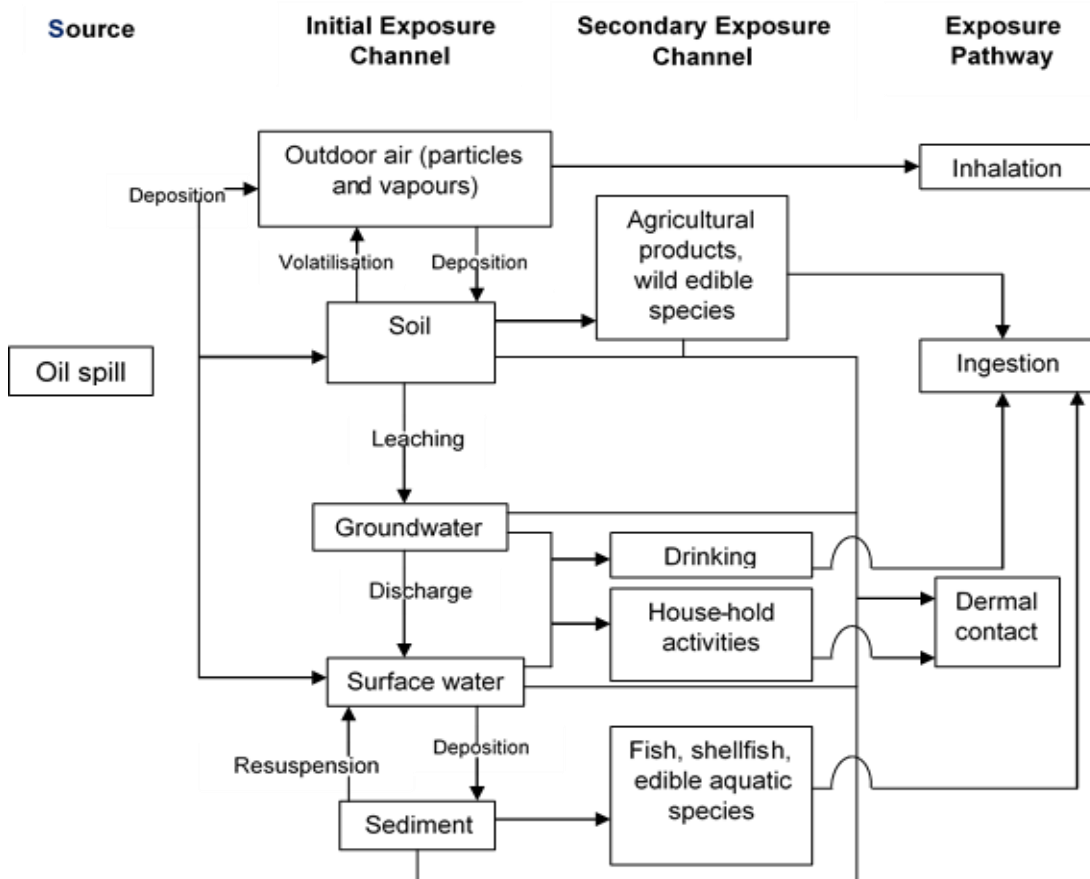 Source
Initial Exposure
Channel
Secondary Exposure
Channel
Exposure
Pathway
Outdoor air (particles
and vapours)
Inhalation
Deposition
Agricultural
products,
wild edible
species
Volatilisation
Deposition
Soil
Oil spill
Ingestion
Leaching
Groundwater
Drinking
Discharge
House-hold
activities
Dermal
contact
Surface water
Deposition
Fish, shellfish,
edible aquatic
species
Resuspension
Sediment